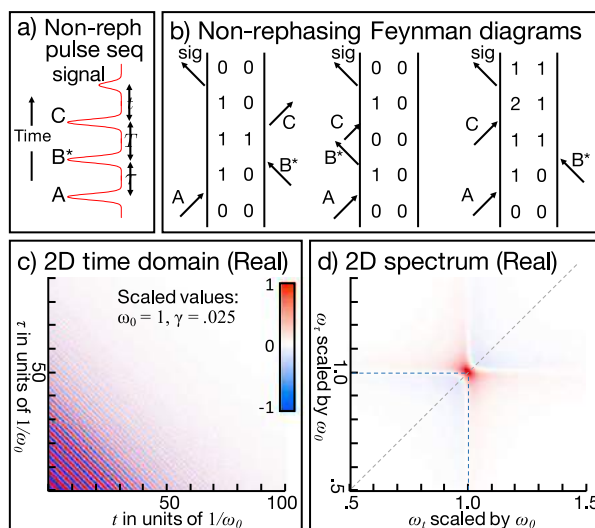 a) Non-reph
pulse seq
signal
C
Time
B*
A
t
T
τ
b) Non-rephasing Feynman diagrams
sig
0 0
1 0
1 1
1 0
0 0
C
B*
A
sig
0 0
1 0
0 0
1 0
0 0
C
B*
A
sig
1 1
2 1
1 1
1 0
0 0
C
B*
A
c) 2D time domain (Real)
Scaled values:
ω0 = 1, γ = .025
1
0
-1
τ in units of 1/ω0
50
50
100
t in units of 1/ω0
d) 2D spectrum (Real)
ωτ scaled by ω0
1.0
.5
.5
1.0
1.5
ωt scaled by ω0